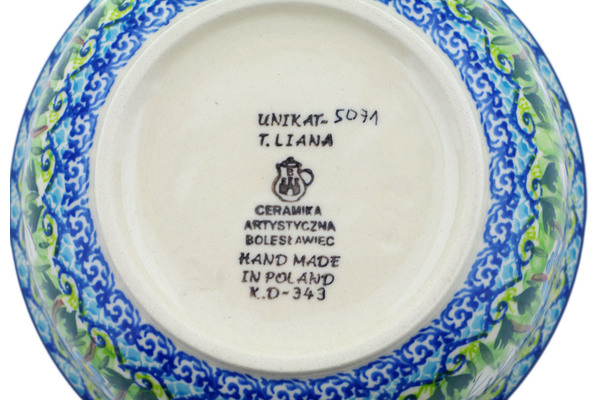 UNIKAT-5071
T.LIANA
B
CERAMIKA
ARTYSTYCZNA
BOLESŁAWIEC
HAND MADE
IN POLAND
K.D-343